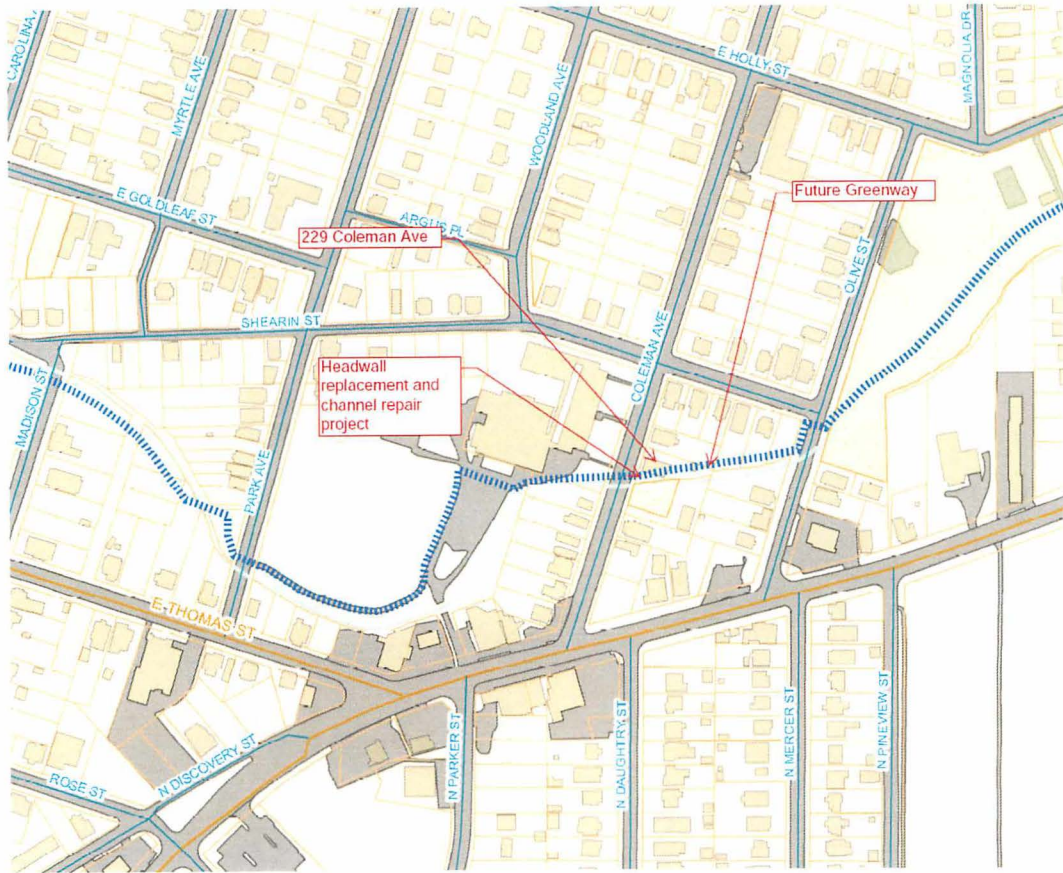 CAROLINA
MYRTLE AVE
WOODLAND AVE
E HOLLY ST
MAGNOLIA DR
E GOLDLEAF ST
ARGUS PL
229 Coleman Ave
Future Greenway
OLIVE ST
SHEARIN ST
COLEMAN AVE
Headwall
replacement and
channel repair
project
MADISON ST
PARK AVE
E THOMAS ST
N DISCOVERY ST
ROSE ST
N PARKER ST
N DAUGHTRY ST
N MERCER ST
N PINEVIEW ST